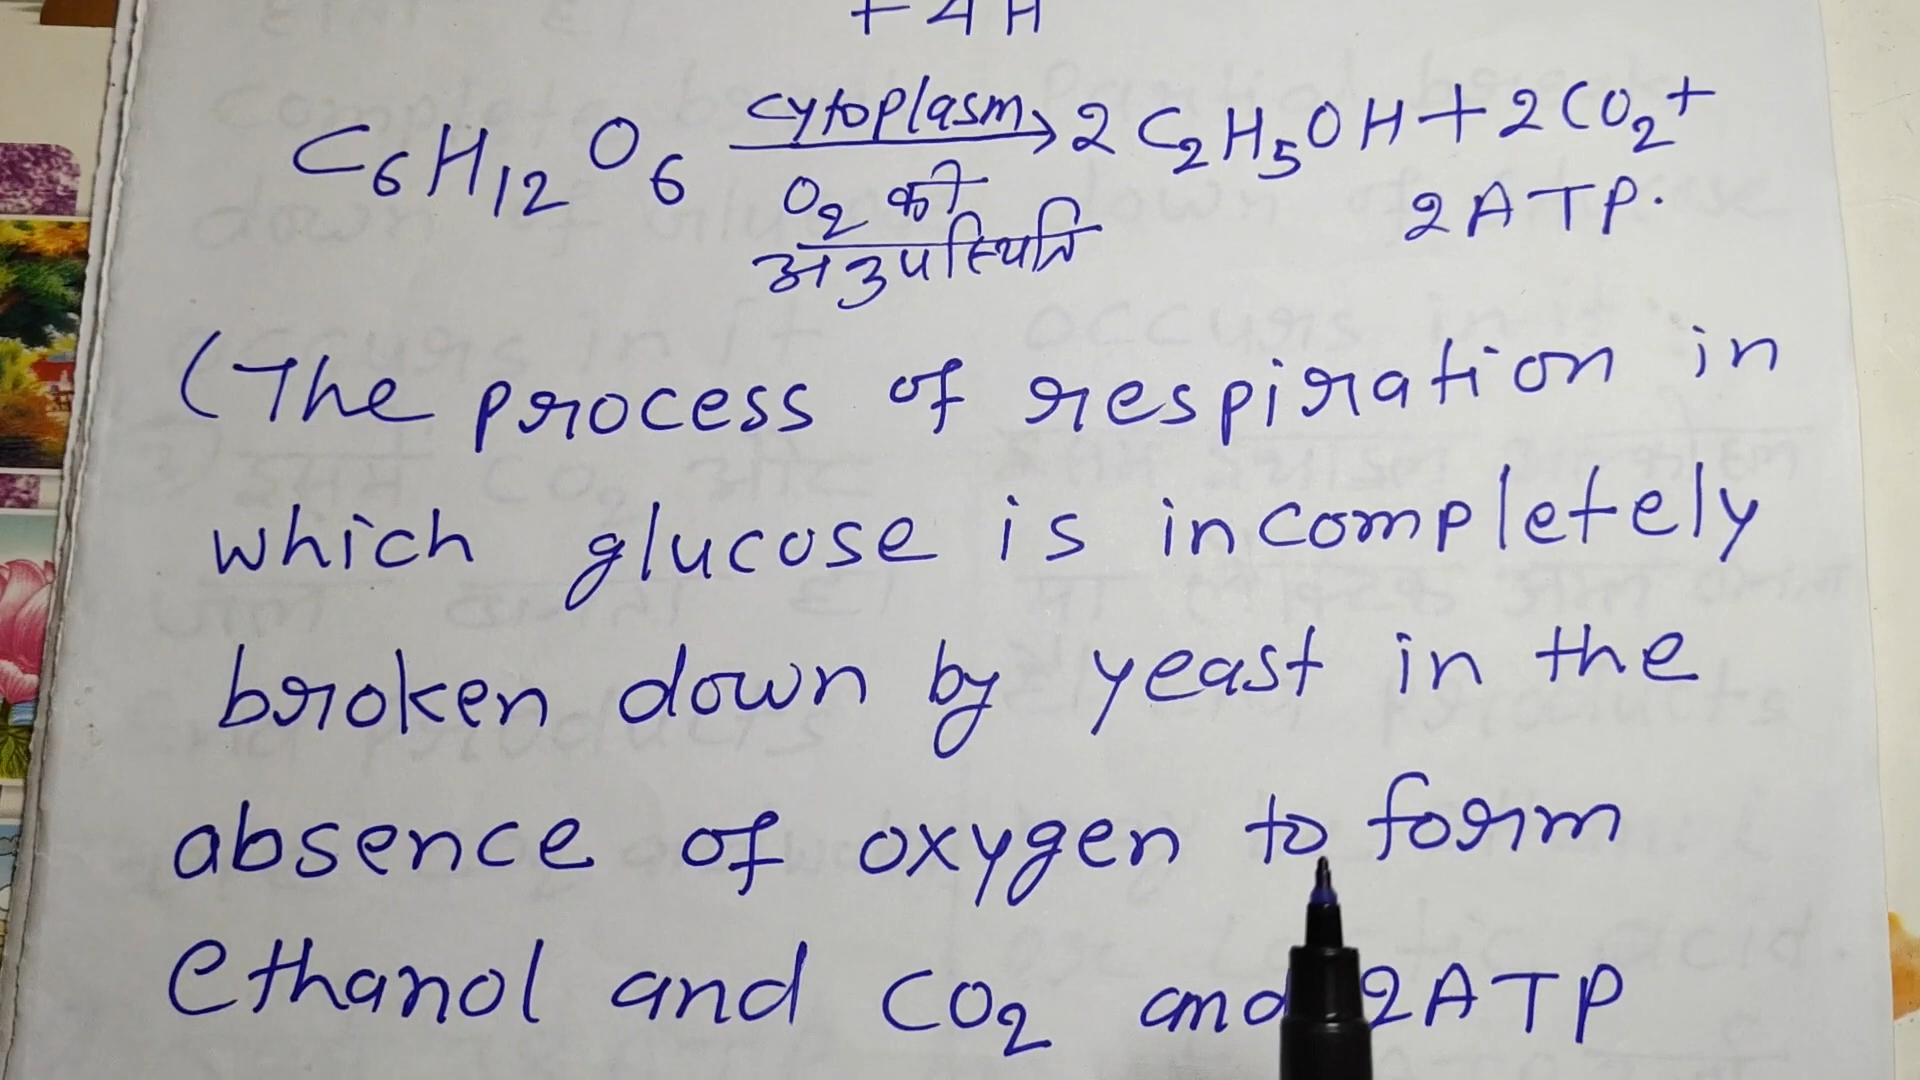 + 4H
C6H12O6 cytoplasm→ 2C2H5OH + 2CO2 +
O2 की 2ATP.
अनुपस्थिति
(The process of respiration in
which glucose is incompletely
broken down by yeast in the
absence of oxygen to form
ethanol and CO2 and 2ATP